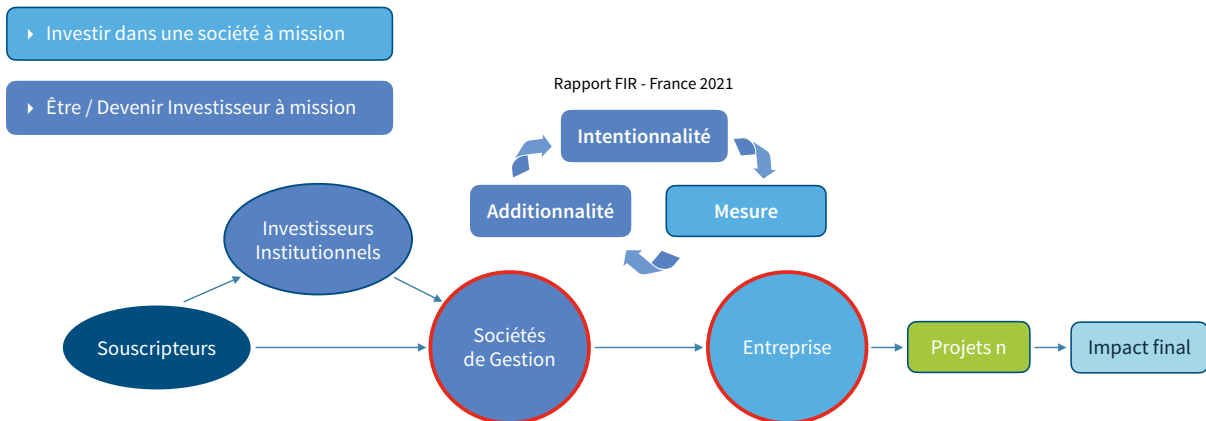 Investir dans une société à mission
Être / Devenir Investisseur à mission
Rapport FIR - France 2021
Intentionnalité
Additionnalité
Mesure
Investisseurs
Institutionnels
Souscripteurs
Sociétés
de Gestion
Entreprise
Projets n
Impact final